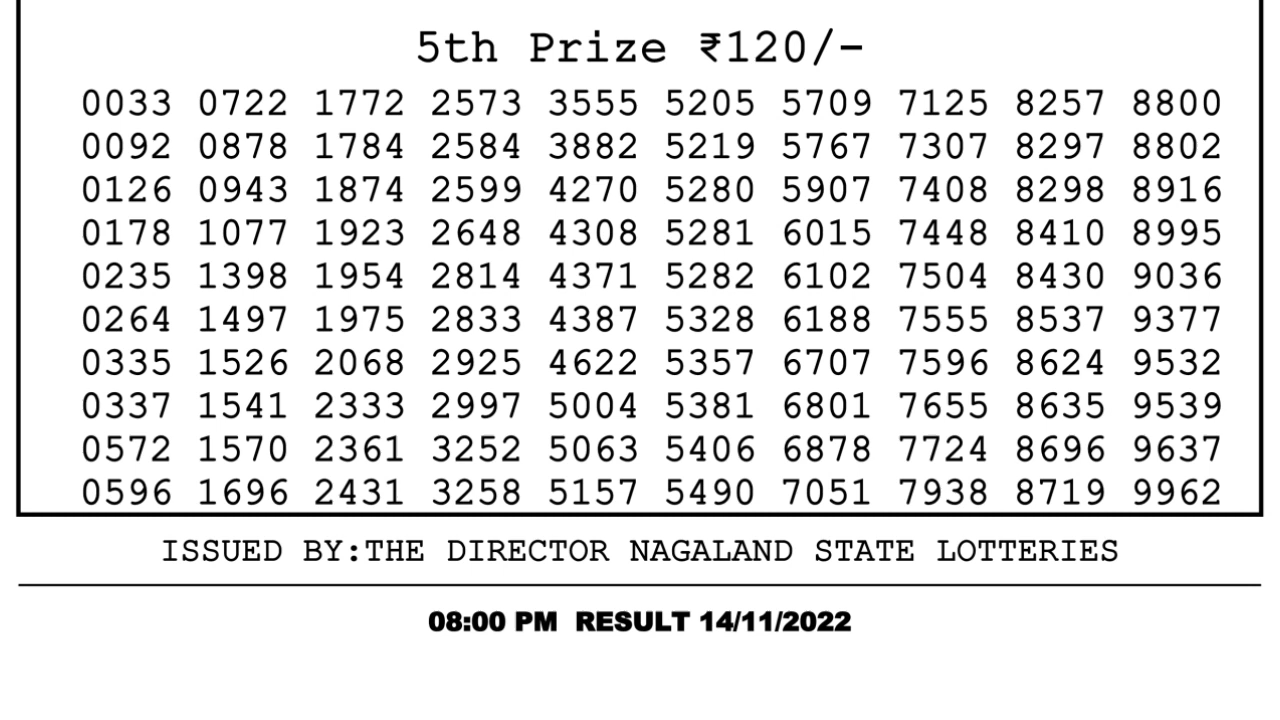 5th Prize ₹120/-
0033 0722 1772 2573 3555 5205 5709 7125 8257 8800
0092 0878 1784 2584 3882 5219 5767 7307 8297 8802
0126 0943 1874 2599 4270 5280 5907 7408 8298 8916
0178 1077 1923 2648 4308 5281 6015 7448 8410 8995
0235 1398 1954 2814 4371 5282 6102 7504 8430 9036
0264 1497 1975 2833 4387 5328 6188 7555 8537 9377
0335 1526 2068 2925 4622 5357 6707 7596 8624 9532
0337 1541 2333 2997 5004 5381 6801 7655 8635 9539
0572 1570 2361 3252 5063 5406 6878 7724 8696 9637
0596 1696 2431 3258 5157 5490 7051 7938 8719 9962
ISSUED BY:THE DIRECTOR NAGALAND STATE LOTTERIES
08:00 PM RESULT 14/11/2022